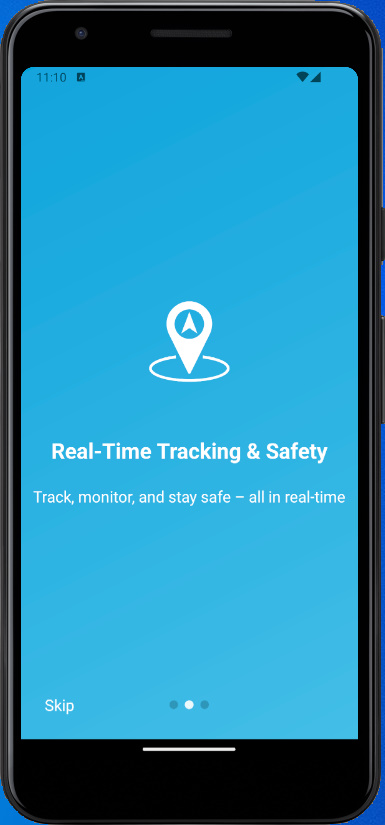 11:10
Real-Time Tracking & Safety
Track, monitor, and stay safe – all in real-time
Skip